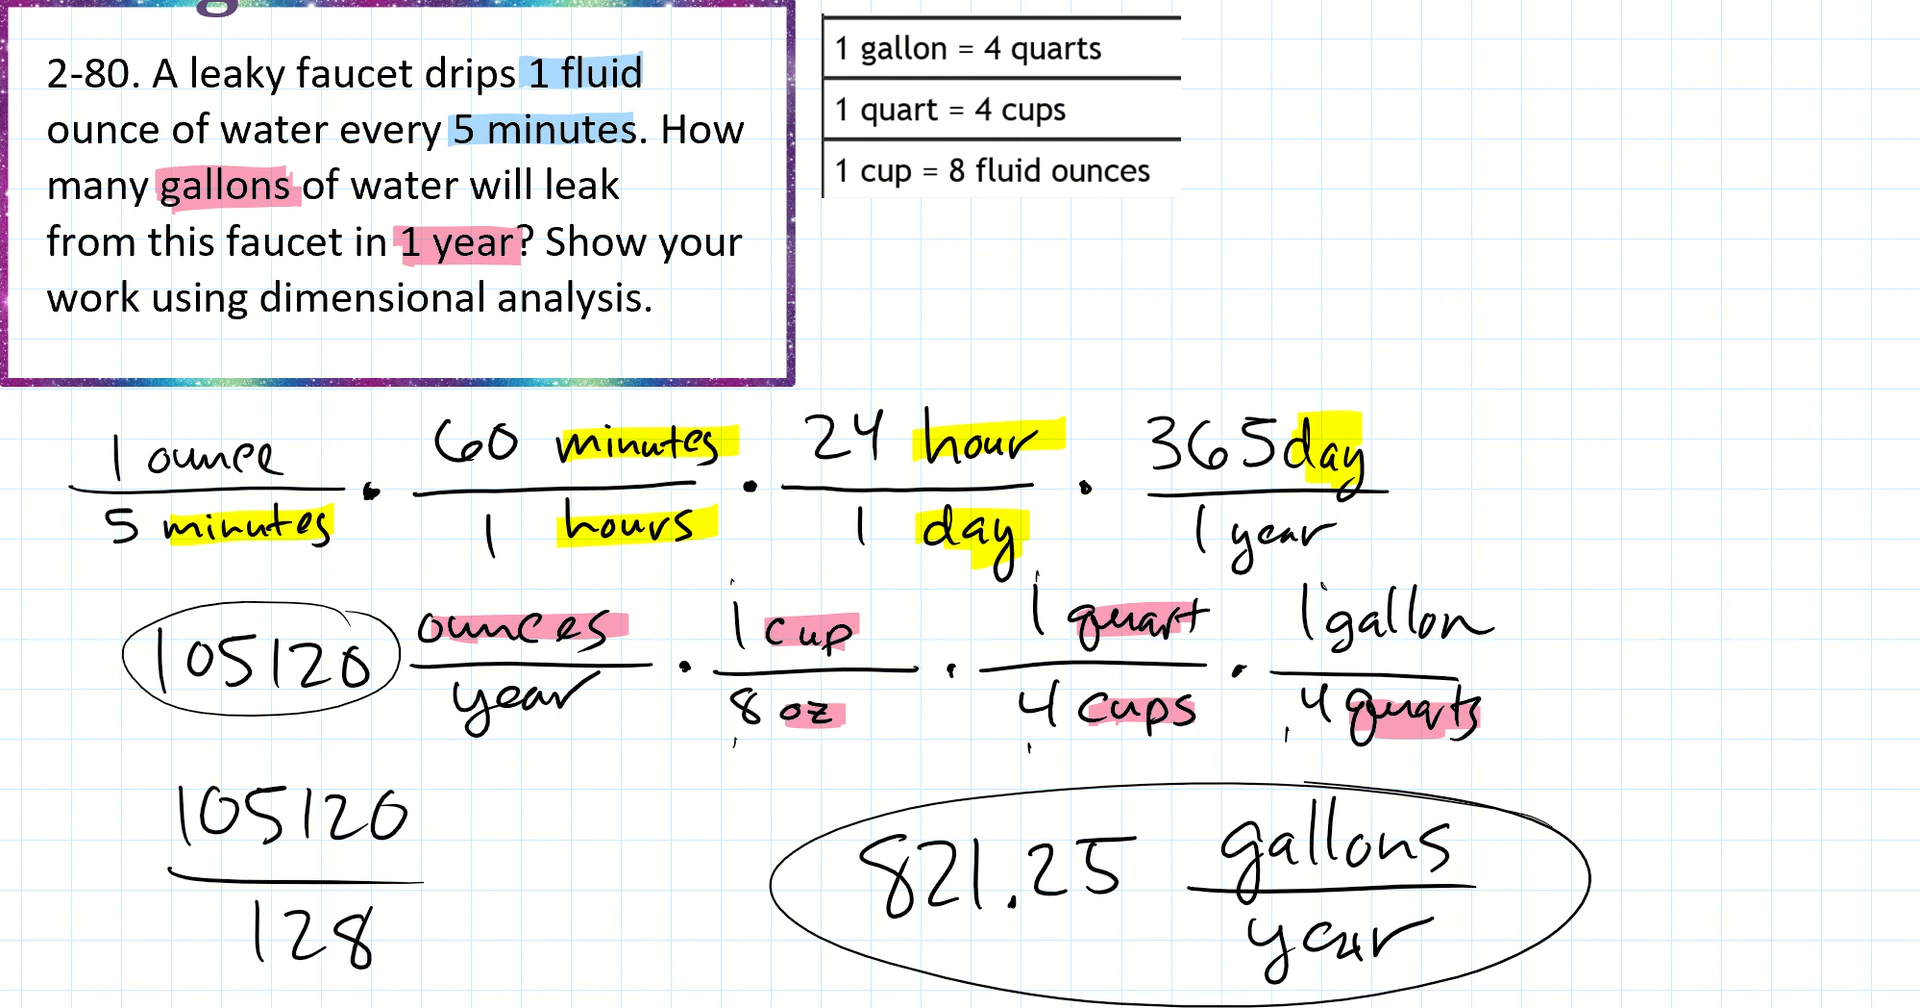 2-80. A leaky faucet drips 1 fluid
ounce of water every 5 minutes. How
many gallons of water will leak
from this faucet in 1 year? Show your
work using dimensional analysis.
1 gallon = 4 quarts
1 quart = 4 cups
1 cup = 8 fluid ounces
1 ounce 60 minutes 24 hour 365 day
5 minutes · 1 hours · 1 day · 1 year
105120 ounces 1 cup 1 quart 1 gallon
year · 8 oz · 4 cups · 4 quarts
105120
128
821.25 gallons
year